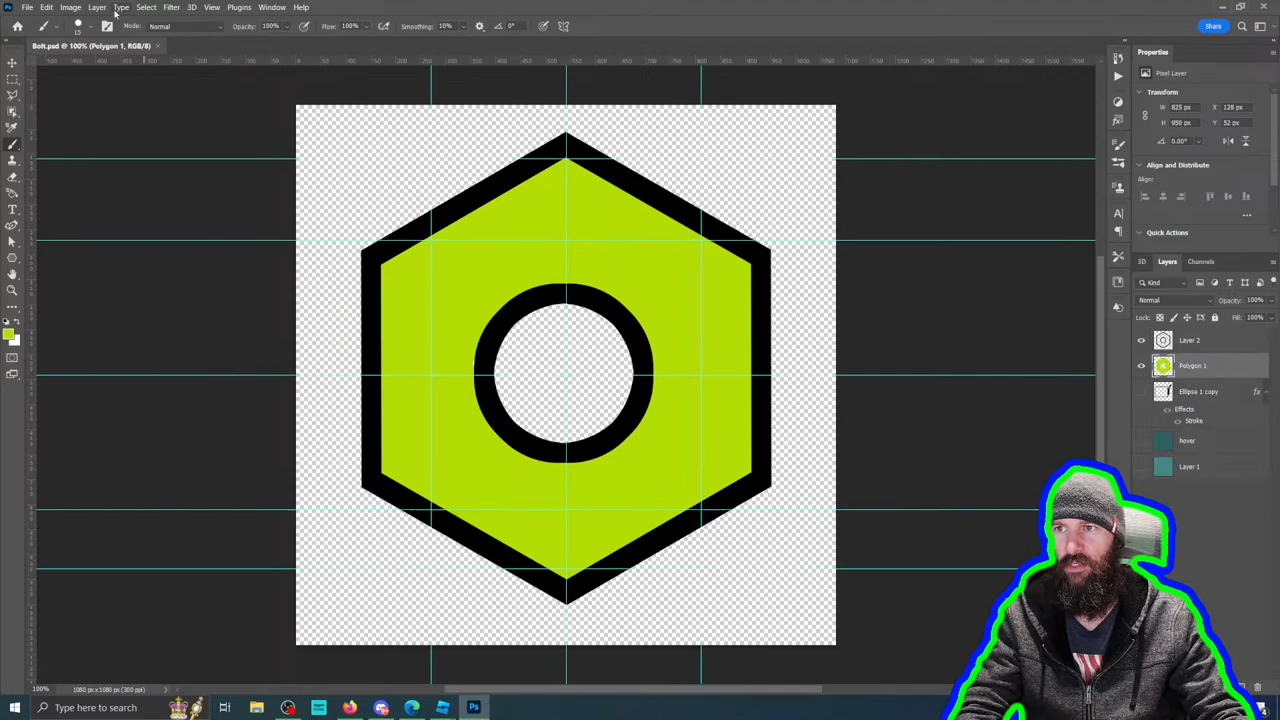 Ps File Edit Image Layer Type Select Filter 3D View Plugins Window Help
15 Mode: Normal Opacity: 100% Flow: 100% Smoothing: 10% 0° Share
Bolt.psd @ 100% (Polygon 1, RGB/8)
Properties
Pixel Layer
Transform
W 825 px X 128 px
H 950 px Y 52 px
0.00°
Align and Distribute
Align:
Quick Actions
3D Layers Channels
Kind
Normal Opacity: 100%
Lock: Fill: 100%
Layer 2
Polygon 1
Ellipse 1 copy fx
Effects
Stroke
hover
Layer 1
100% 1080 px x 1080 px (300 ppi)
Type here to search
Ps